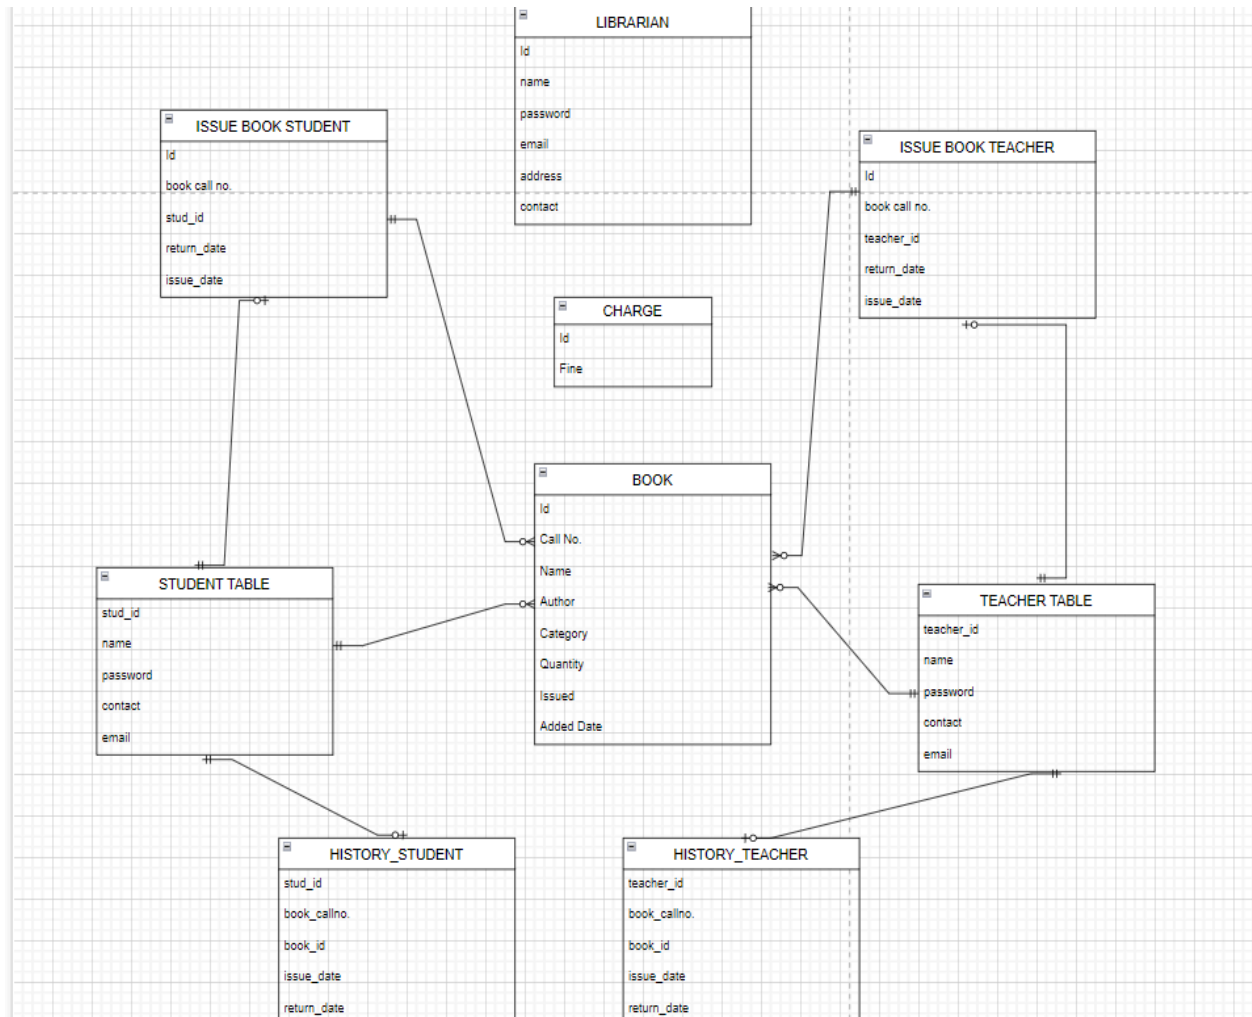 LIBRARIAN
Id
name
password
email
address
contact
ISSUE BOOK STUDENT
Id
book call no.
stud_id
return_date
issue_date
ISSUE BOOK TEACHER
Id
book call no.
teacher_id
return_date
issue_date
CHARGE
Id
Fine
BOOK
Id
Call No.
Name
Author
Category
Quantity
Issued
Added Date
STUDENT TABLE
stud_id
name
password
contact
email
TEACHER TABLE
teacher_id
name
password
contact
email
HISTORY_STUDENT
stud_id
book_callno.
book_id
issue_date
return_date
HISTORY_TEACHER
teacher_id
book_callno.
book_id
issue_date
return_date